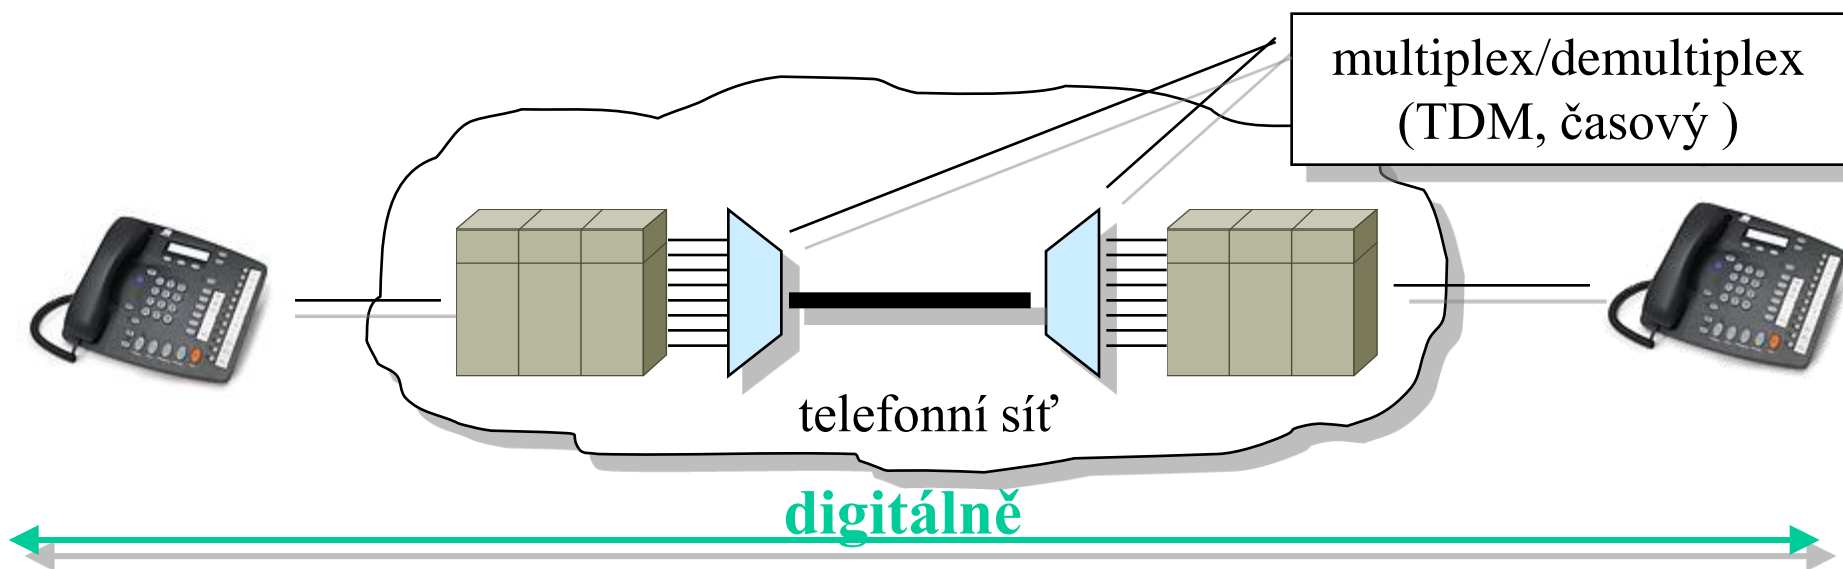 multiplex/demultiplex
(TDM, časový )
telefonní síť
digitálně